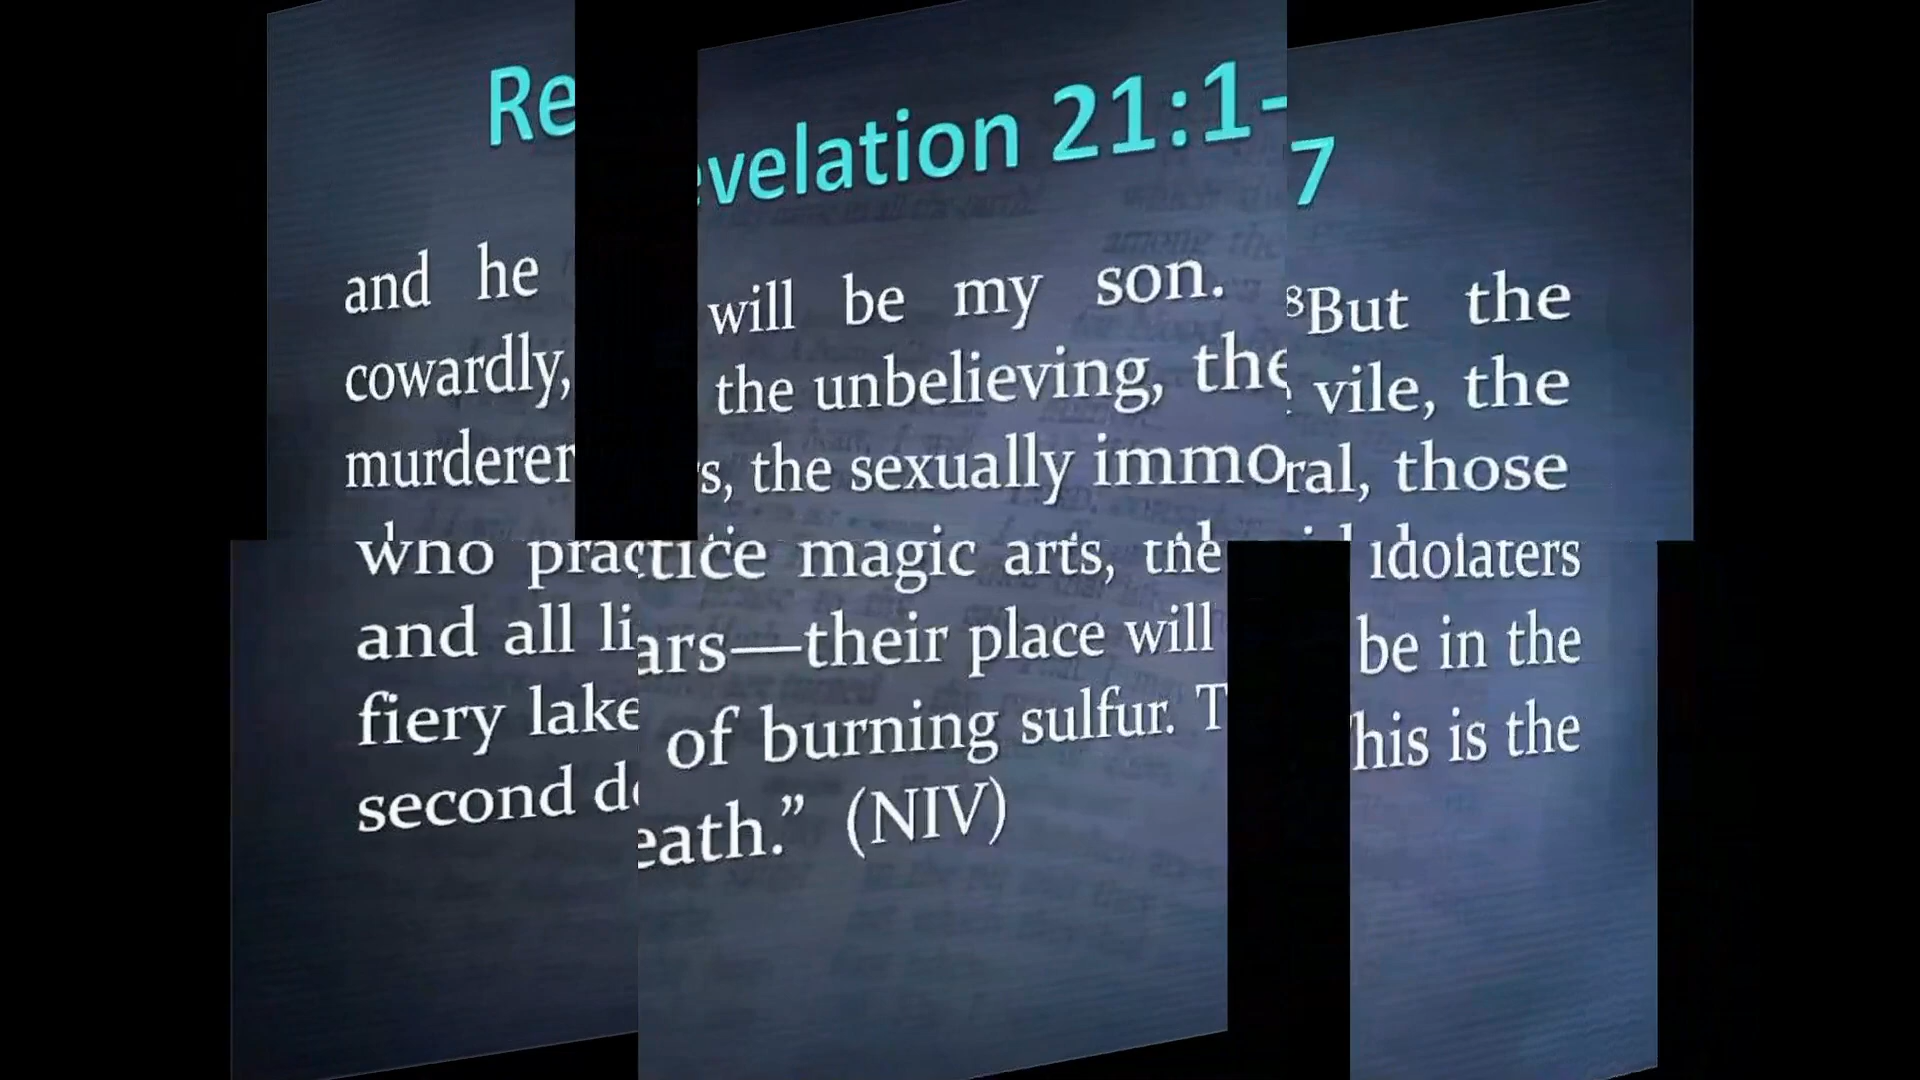 Revelation 21:1-7
and he will be my son. ⁸But the
cowardly, the unbelieving, the vile, the
murderers, the sexually immoral, those
who practice magic arts, the idolaters
and all liars—their place will be in the
fiery lake of burning sulfur. This is the
second death.” (NIV)